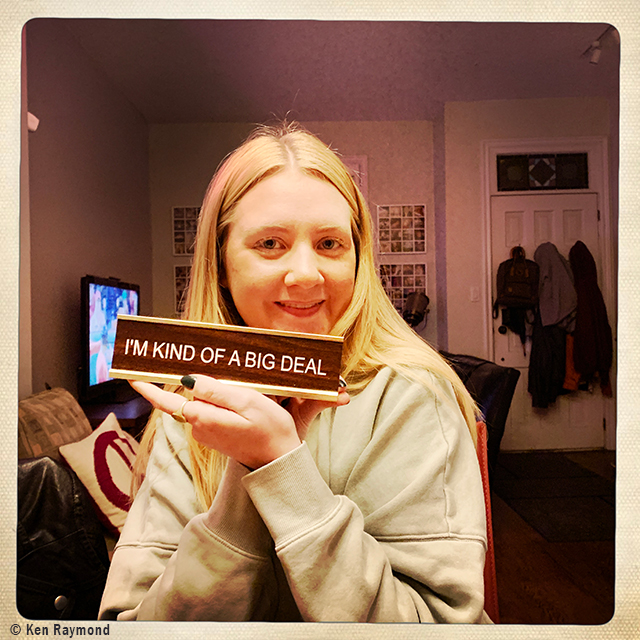 I'M KIND OF A BIG DEAL
© Ken Raymond